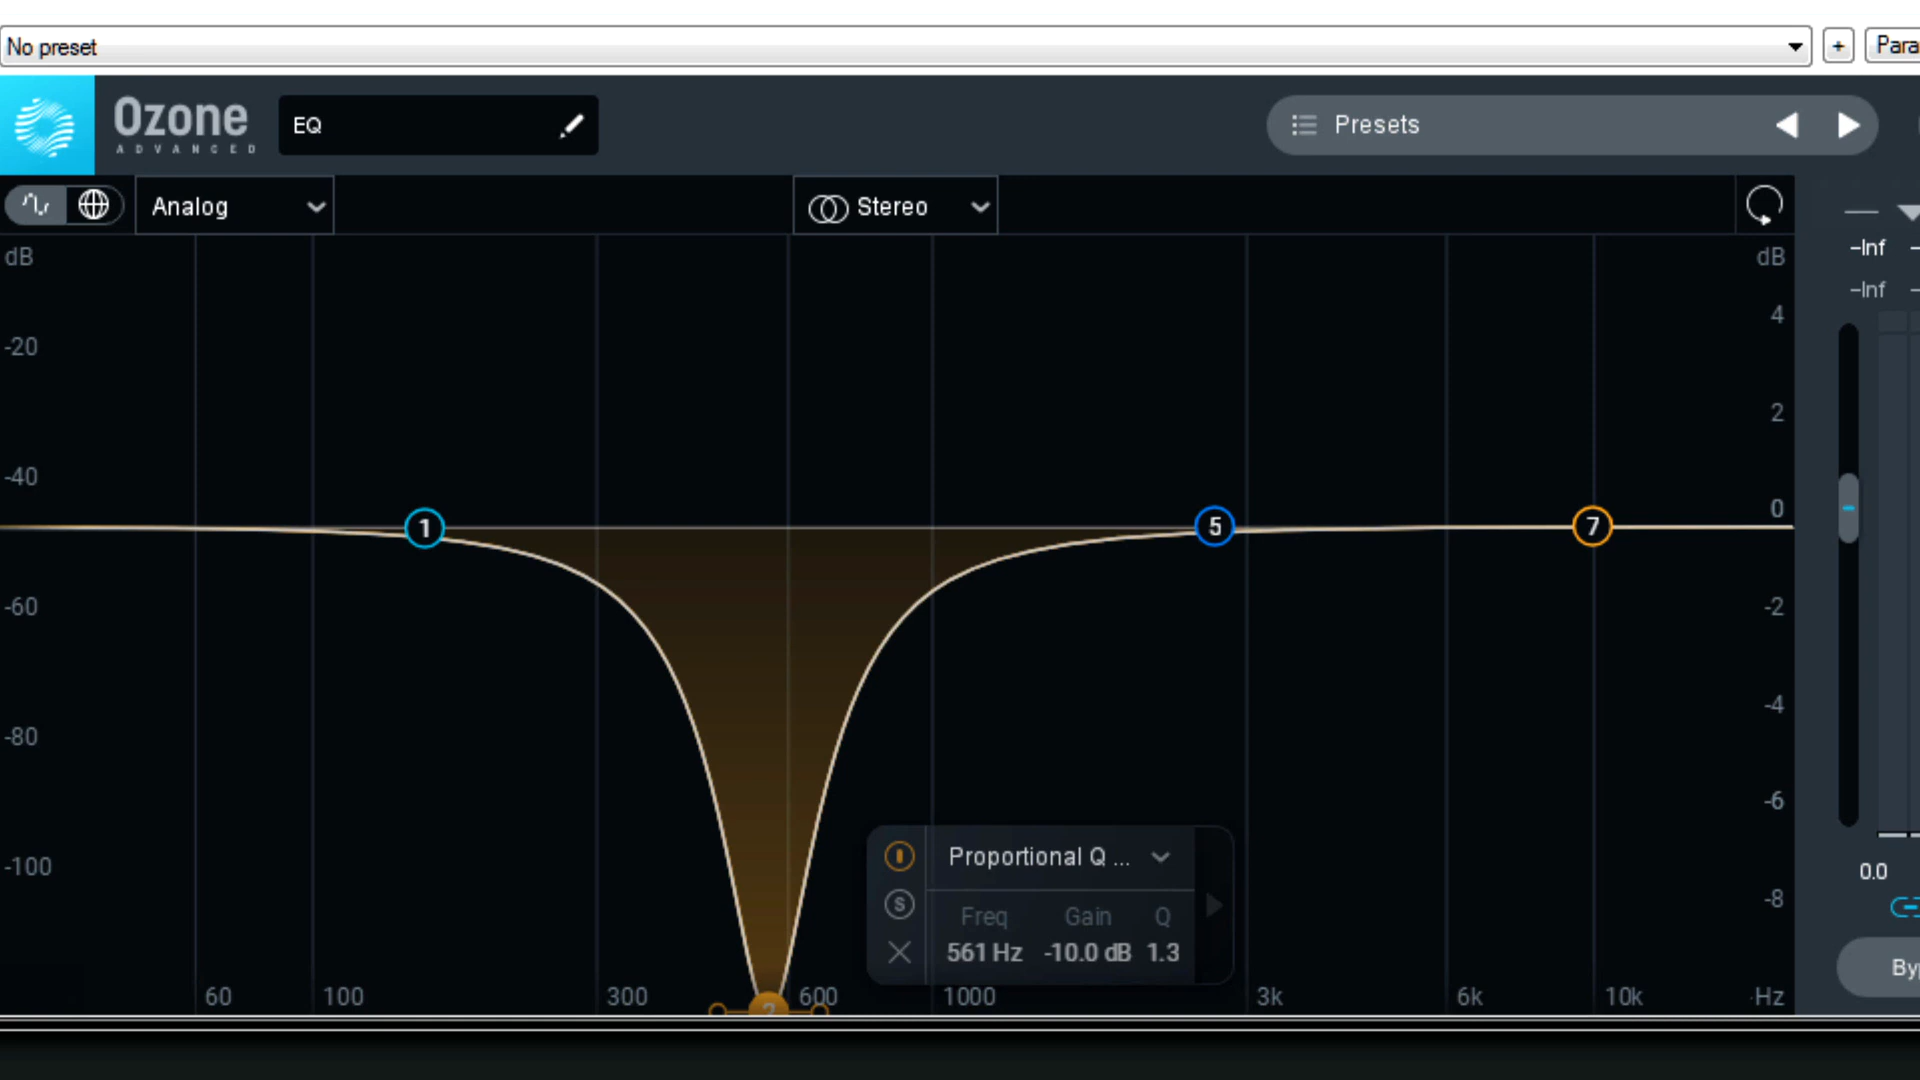 No preset
+
Para
Ozone
ADVANCED
EQ
Presets
Analog
Stereo
dB
dB
-Inf
-Inf
4
-20
2
-40
0
1
5
7
-60
-2
-4
-80
-6
Proportional Q ...
-100
0.0
S
-8
Freq
Gain
Q
561 Hz
-10.0 dB
1.3
By
60
100
300
600
1000
3k
6k
10k
Hz
2